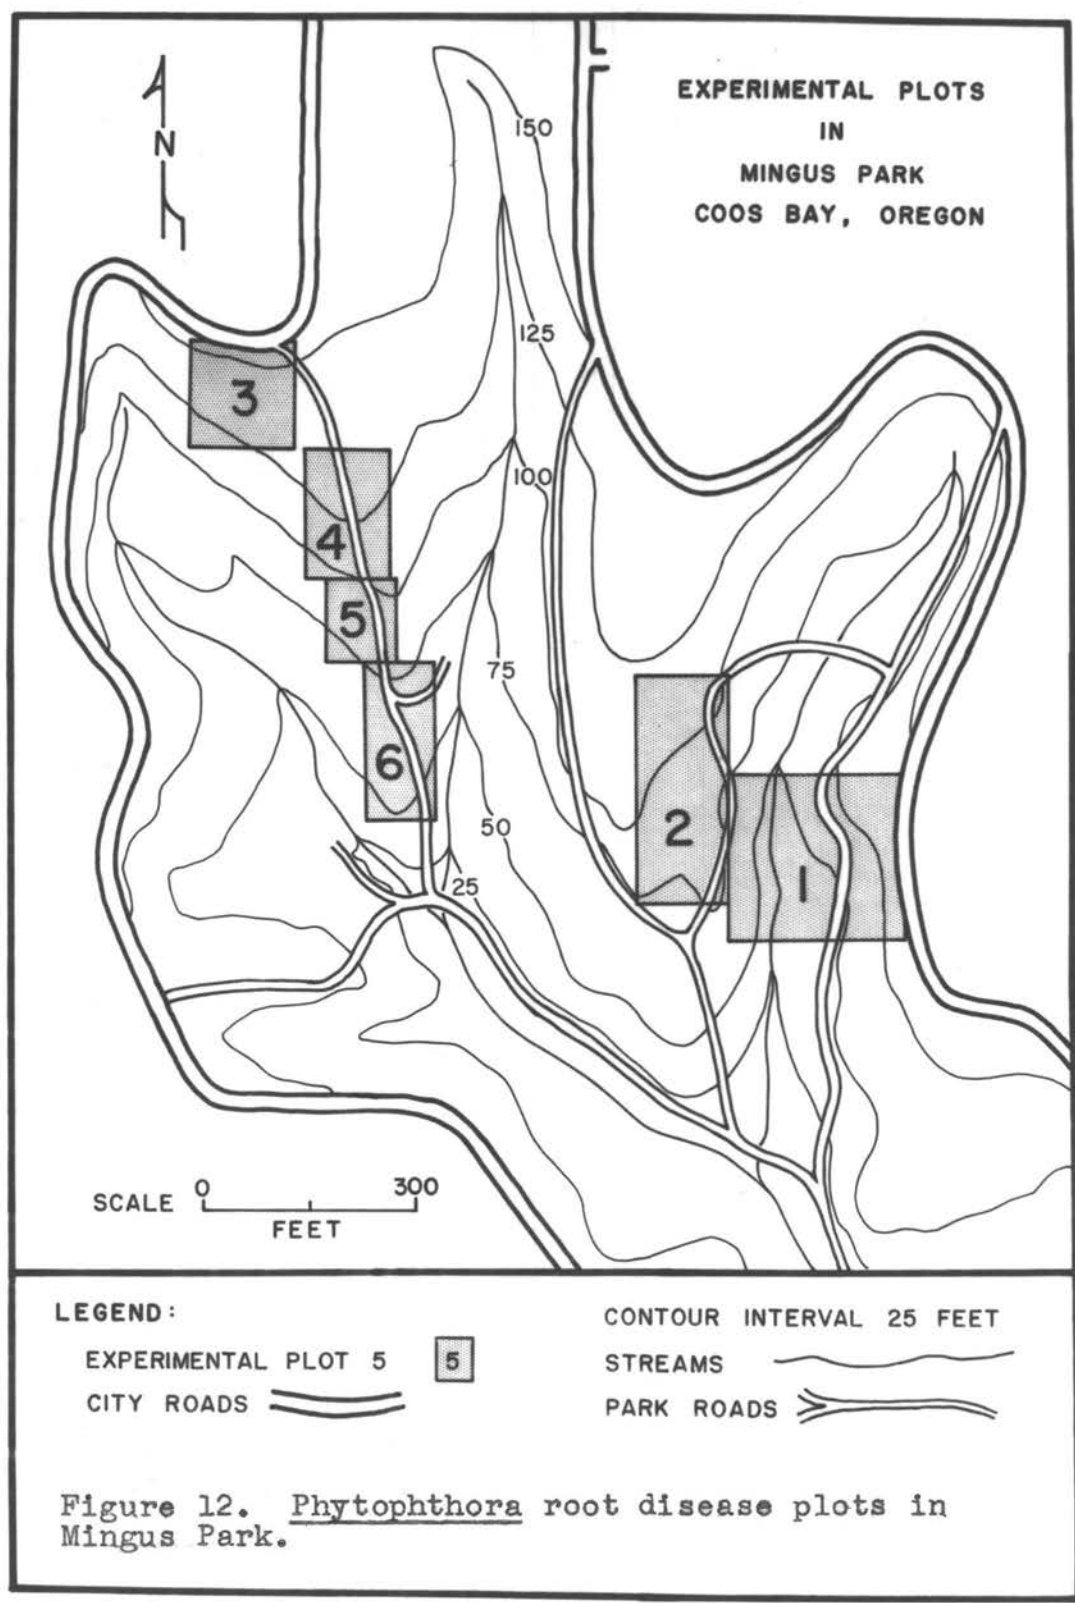 EXPERIMENTAL PLOTS
IN
MINGUS PARK
COOS BAY, OREGON
N
150
125
100
75
50
25
3
4
5
6
2
1
SCALE 0 300
FEET
LEGEND:
EXPERIMENTAL PLOT 5 5
CITY ROADS
CONTOUR INTERVAL 25 FEET
STREAMS
PARK ROADS
Figure 12. Phytophthora root disease plots in
Mingus Park.